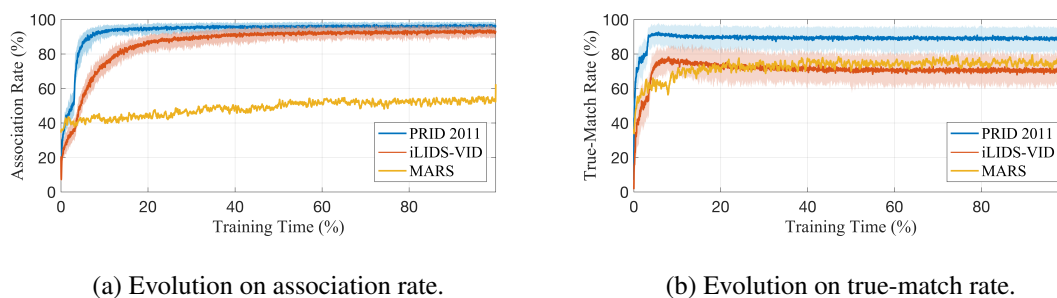 Association Rate (%)
100
80
60
40
20
0
PRID 2011
iLIDS-VID
MARS
0
20
40
60
80
Training Time (%)
True-Match Rate (%)
100
80
60
40
20
0
PRID 2011
iLIDS-VID
MARS
0
20
40
60
80
Training Time (%)
(a) Evolution on association rate.
(b) Evolution on true-match rate.